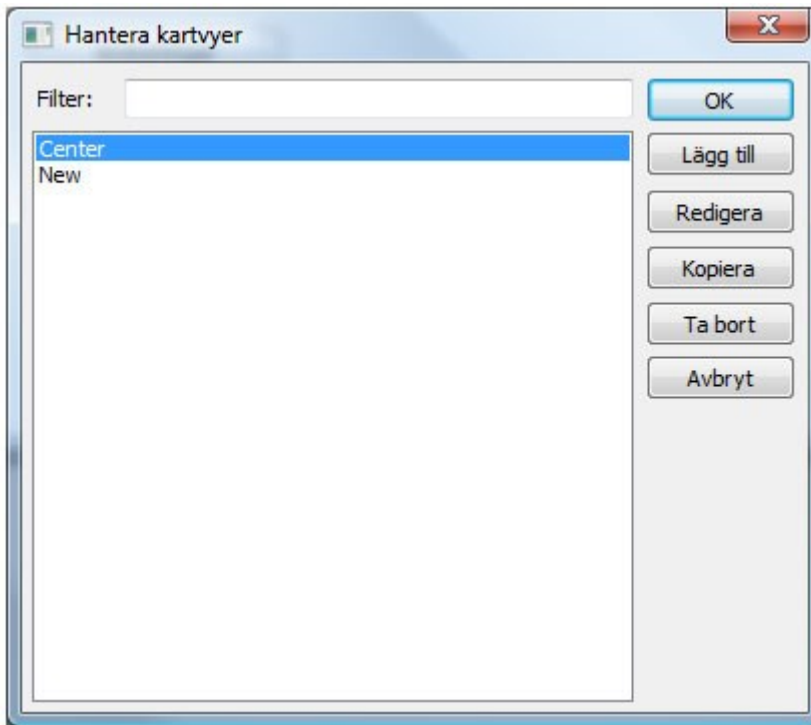 Hantera kartvyer
Filter:
OK
Center
New
Lägg till
Redigera
Kopiera
Ta bort
Avbryt